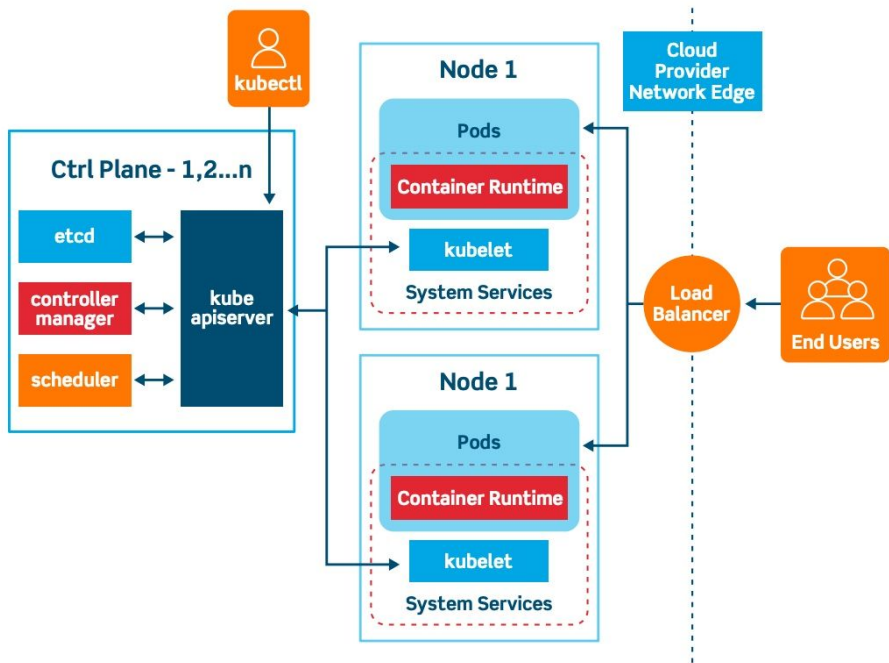 kubectl
Ctrl Plane - 1,2...n
etcd
controller
manager
scheduler
kube
apiserver
Node 1
Pods
Container Runtime
kubelet
System Services
Node 1
Pods
Container Runtime
kubelet
System Services
Cloud
Provider
Network Edge
Load
Balancer
End Users